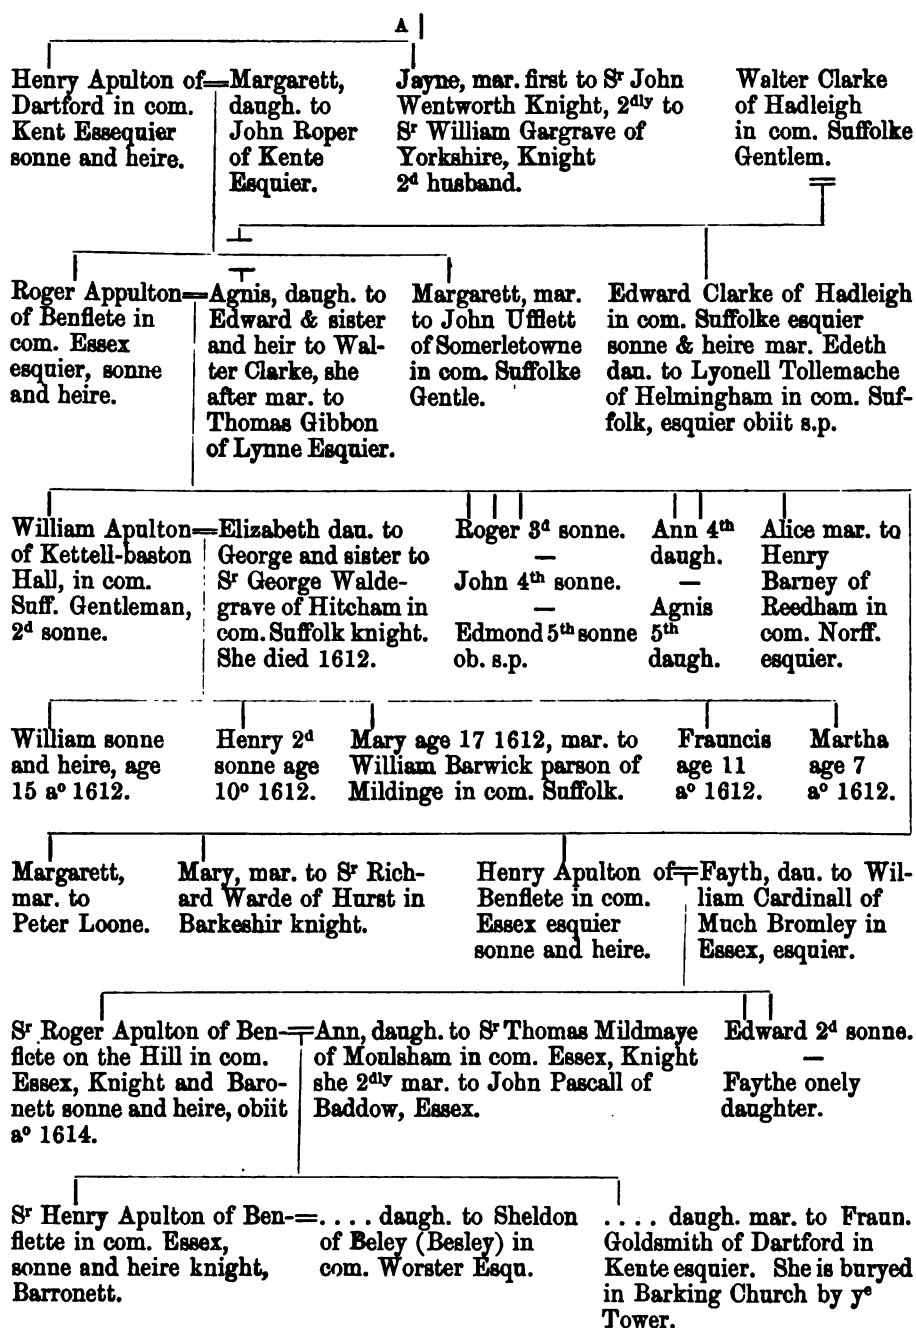 A
Henry Apulton of
Dartford in com.
Kent Essequier
sonne and heire.
Margarett,
daugh. to
John Roper
of Kente
Esquier.
Jayne, mar. first to Sr John
Wentworth Knight, 2dly to
Sr William Gargrave of
Yorkshire, Knight
2d husband.
Walter Clarke
of Hadleigh
in com. Suffolke
Gentlem.
Roger Appulton
of Benflete in
com. Essex
esquier, sonne
and heire.
Agnis, daugh. to
Edward & sister
and heir to Wal-
ter Clarke, she
after mar. to
Thomas Gibbon
of Lynne Esquier.
Margarett, mar.
to John Ufflett
of Somerletowne
in com. Suffolke
Gentle.
Edward Clarke of Hadleigh
in com. Suffolke esquier
sonne & heire mar. Edeth
dau. to Lyonell Tollemache
of Helmingham in com. Suf-
folk, esquier obiit s.p.
William Apulton
of Kettell-baston
Hall, in com.
Suff. Gentleman,
2d sonne.
Elizabeth dau. to
George and sister to
Sr George Walde-
grave of Hitcham in
com. Suffolk knight.
She died 1612.
Roger 3d sonne.
—
John 4th sonne.
—
Edmond 5th sonne
ob. s.p.
Ann 4th
daugh.
—
Agnis
5th
daugh.
Alice mar. to
Henry
Barney of
Reedham in
com. Norff.
esquier.
William sonne
and heire, age
15 ao 1612.
Henry 2d
sonne age
10o 1612.
Mary age 17 1612, mar. to
William Barwick parson of
Mildinge in com. Suffolk.
Frauncis
age 11
ao 1612.
Martha
age 7
ao 1612.
Margarett,
mar. to
Peter Loone.
Mary, mar. to Sr Rich-
ard Warde of Hurst in
Barkeshir knight.
Henry Apulton of
Benflete in com.
Essex esquier
sonne and heire.
Fayth, dau. to Wil-
liam Cardinall of
Much Bromley in
Essex, esquier.
Sr Roger Apulton of Ben-
flete on the Hill in com.
Essex, Knight and Baro-
nett sonne and heire, obiit
ao 1614.
Ann, daugh. to Sr Thomas Mildmaye
of Moulsham in com. Essex, Knight
she 2dly mar. to John Pascall of
Baddow, Essex.
Edward 2d sonne.
—
Faythe onely
daughter.
Sr Henry Apulton of Ben-
flette in com. Essex,
sonne and heire knight,
Barronett.
. . . . daugh. to Sheldon
of Beley (Besley) in
com. Worster Esqu.
. . . . daugh. mar. to Fraun.
Goldsmith of Dartford in
Kente esquier. She is buryed
in Barking Church by ye
Tower.